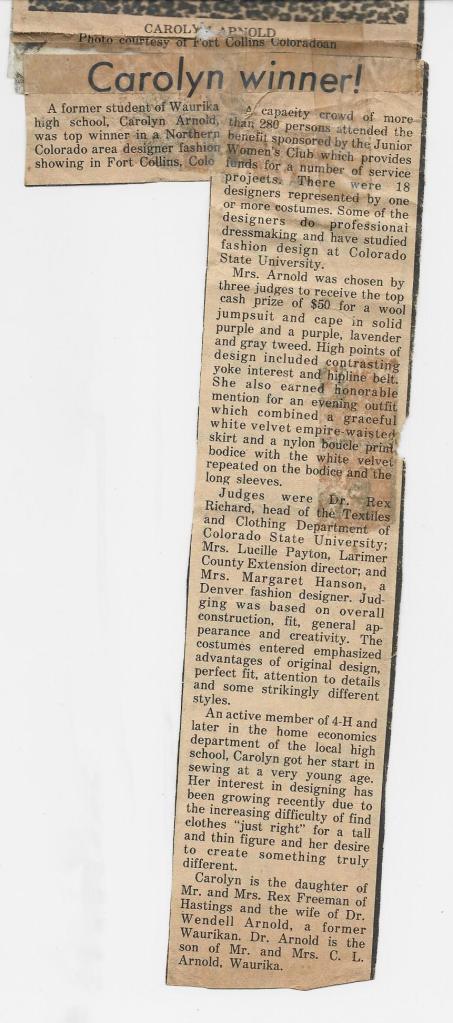 CAROLYN ARNOLD
Photo courtesy of Fort Collins Coloradoan
Carolyn winner!
A former student of Waurika
high school, Carolyn Arnold,
was top winner in a Northern
Colorado area designer fashion
showing in Fort Collins, Colo
A capacity crowd of more
than 280 persons attended the
benefit sponsored by the Junior
Women's Club which provides
funds for a number of service
projects. There were 18
designers represented by one
or more costumes. Some of the
designers do professional
dressmaking and have studied
fashion design at Colorado
State University.
Mrs. Arnold was chosen by
three judges to receive the top
cash prize of $50 for a wool
jumpsuit and cape in solid
purple and a purple, lavender
and gray tweed. High points of
design included contrasting
yoke interest and hipline belt.
She also earned honorable
mention for an evening outfit
which combined a graceful
white velvet empire-waisted
skirt and a nylon boucle print
bodice with the white velvet
repeated on the bodice and the
long sleeves.
Judges were Dr. Rex
Richard, head of the Textiles
and Clothing Department of
Colorado State University;
Mrs. Lucille Payton, Larimer
County Extension director; and
Mrs. Margaret Hanson, a
Denver fashion designer. Jud-
ging was based on overall
construction, fit, general ap-
pearance and creativity. The
costumes entered emphasized
advantages of original design,
perfect fit, attention to details
and some strikingly different
styles.
An active member of 4-H and
later in the home economics
department of the local high
school, Carolyn got her start in
sewing at a very young age.
Her interest in designing has
been growing recently due to
the increasing difficulty of find
clothes "just right" for a tall
and thin figure and her desire
to create something truly
different.
Carolyn is the daughter of
Mr. and Mrs. Rex Freeman of
Hastings and the wife of Dr.
Wendell Arnold, a former
Waurikan. Dr. Arnold is the
son of Mr. and Mrs. C. L.
Arnold, Waurika.